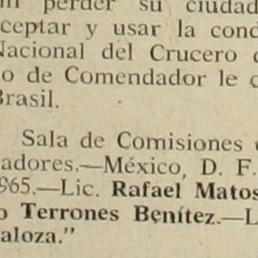 perder su ciudad
ceptar y usar la cond
Nacional del Crucero d
o de Comendador le c
Brasil.
Sala de Comisiones d
adores.—México, D. F.
965.—Lic. Rafael Matos
o Terrones Benítez.—L
aloza."